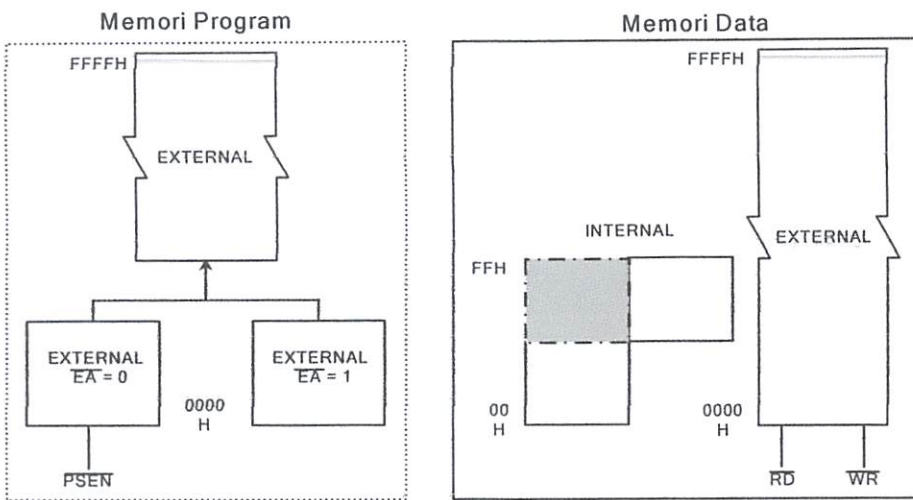 Memori Program
FFFFH
EXTERNAL
EXTERNAL
EA = 0
EXTERNAL
EA = 1
0000
H
PSEN
Memori Data
FFFFH
INTERNAL
EXTERNAL
FFH
00
H
0000
H
RD
WR